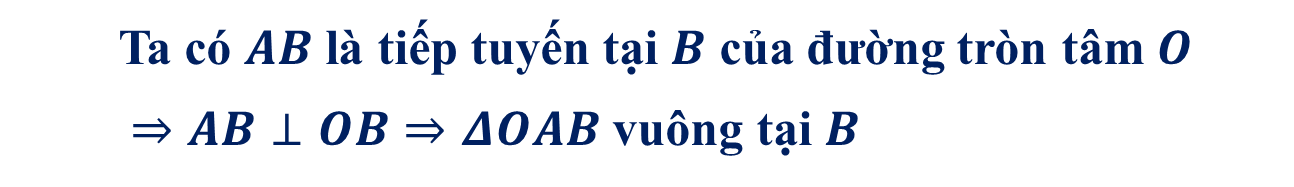 Ta có AB là tiếp tuyến tại B của đường tròn tâm O
⇒ AB ⊥ OB ⇒ ΔOAB vuông tại B